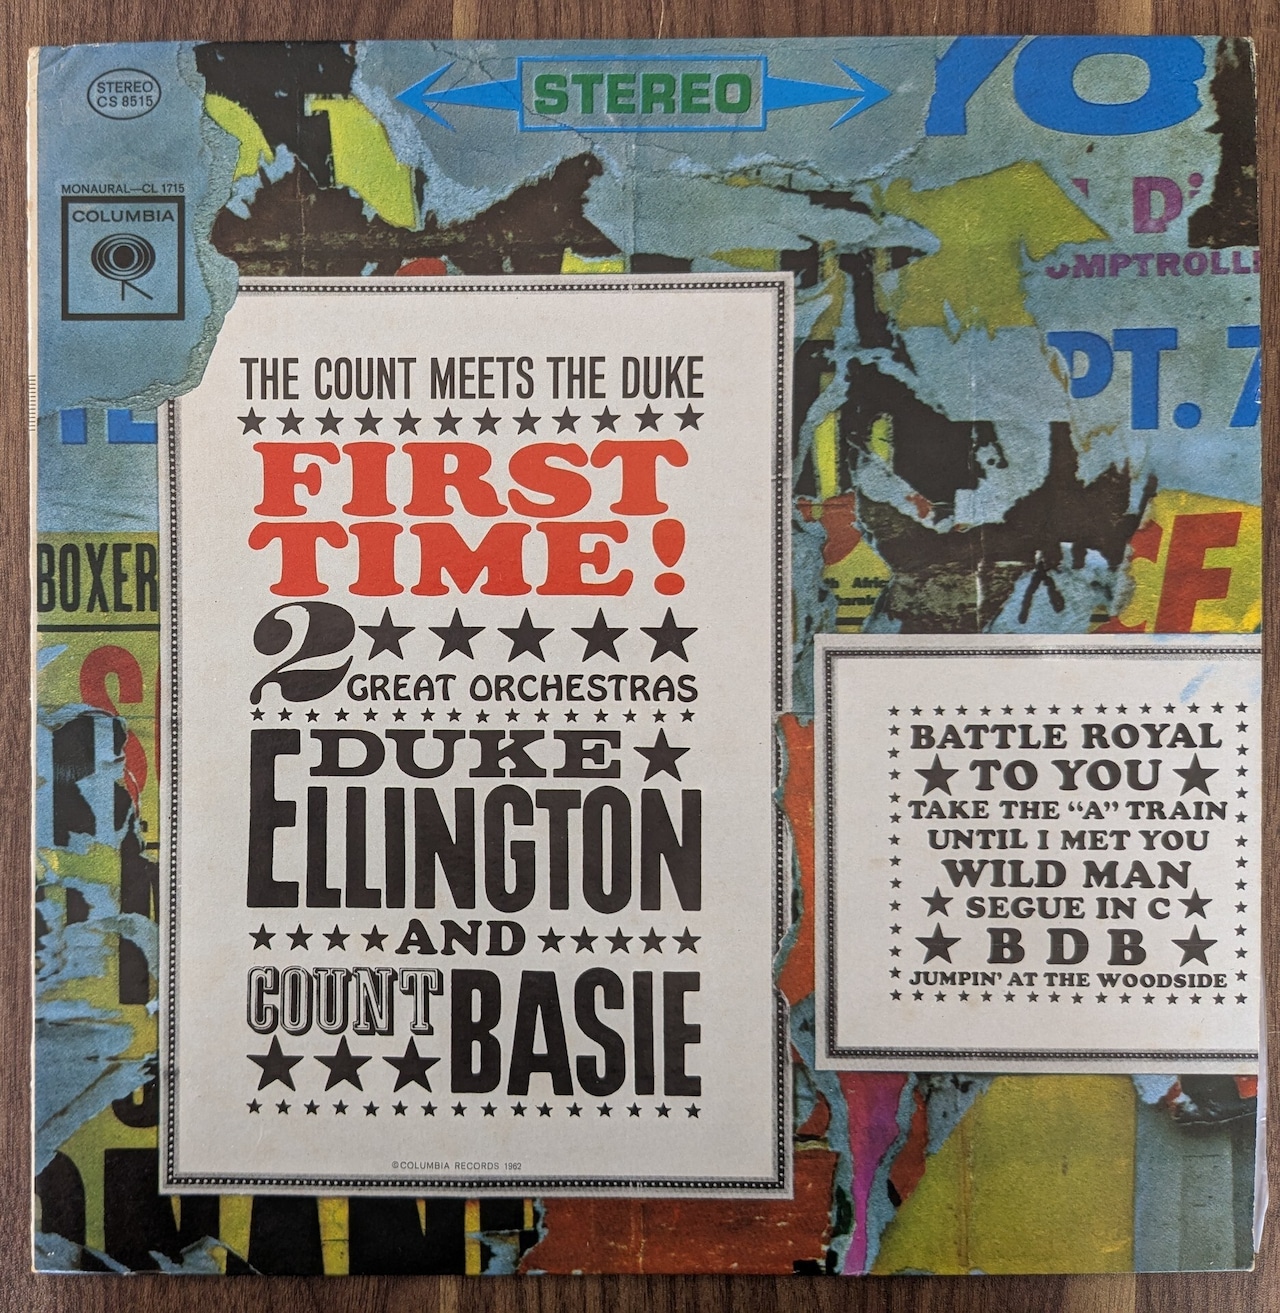 STEREO
CS 8515
STEREO
YO
MONAURAL—CL 1715
COLUMBIA
D'
OMPTROLL
PT. 7
THE COUNT MEETS THE DUKE
FIRST
TIME!
BOXER
2
GREAT ORCHESTRAS
DUKE
ELLINGTON
AND
COUNT BASIE
©COLUMBIA RECORDS 1962
BATTLE ROYAL
TO YOU
TAKE THE “A” TRAIN
UNTIL I MET YOU
WILD MAN
SEGUE IN C
B D B
JUMPIN' AT THE WOODSIDE